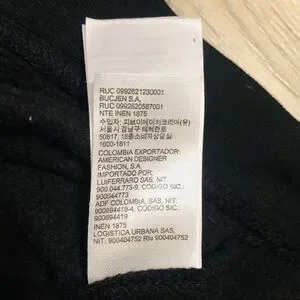 RUC 0992621230001
BUCJEN S.A.
RUC 0992620587001
NTE INEN 1875
수입자: 피브이에이치코리아(유)
서울시 강남구 테헤란로
50817, 18층소비자상담실:
1600-1811
COLOMBIA EXPORTADOR:
AMERICAN DESIGNER
FASHION, S.A.
IMPORTADO POR:
LUIFERRARO SAS, NIT
900 044.773-9, CODIGO SIC.:
900044773
ADF COLOMBIA SAS, NIT:
900694419-4, CODIGO SIC.:
900694419
INEN 1875
LOGISTICA URBANA SAS,
NIT: 900404752 Rtu 900404752